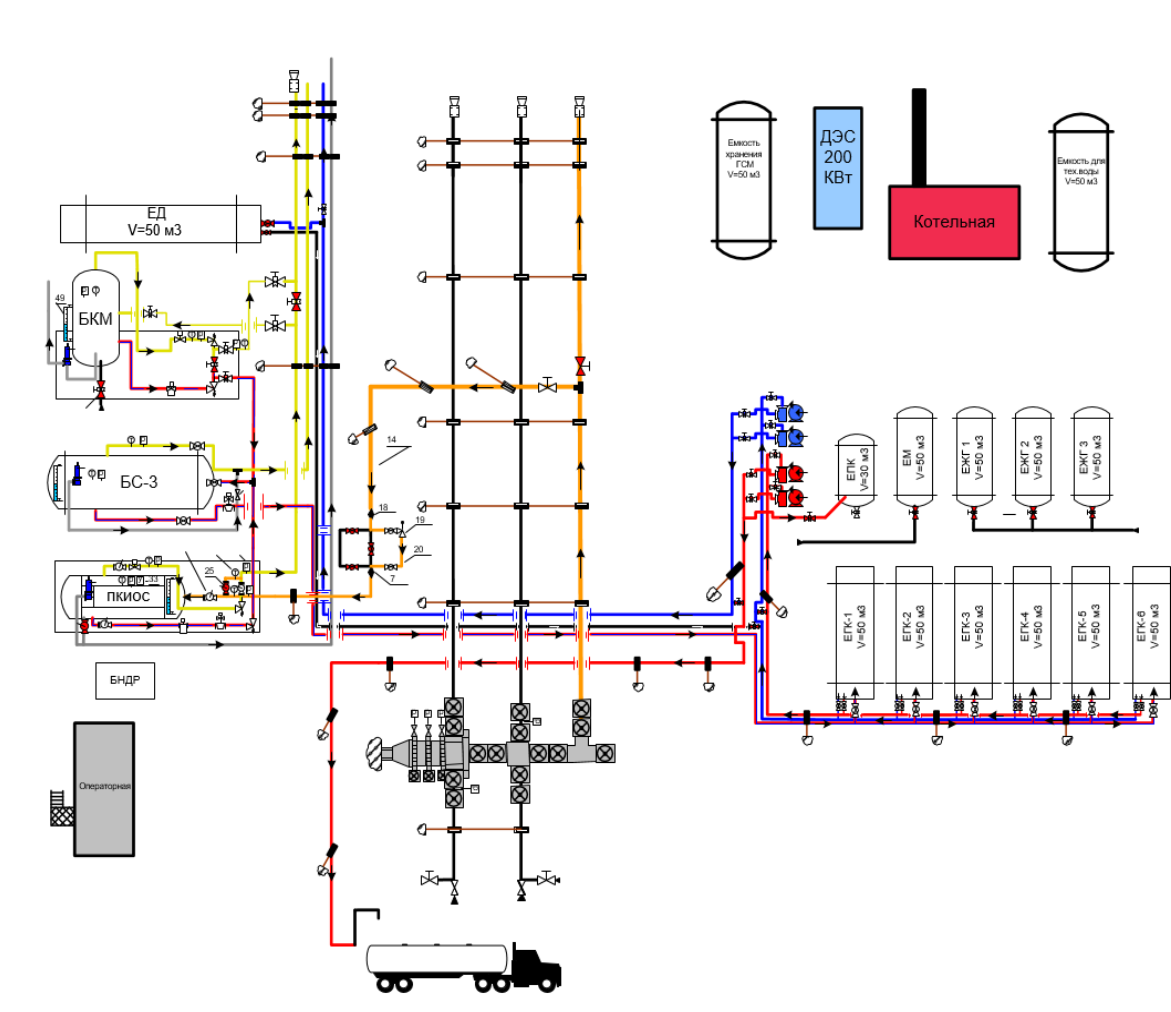 Емкость
хранения
ГСМ
V=50 м3
ДЭС
200
КВт
Котельная
Емкость для
тех.воды
V=50 м3
ЕД
V=50 м3
49
БКМ
БС-3
14
18
19
20
7
25
33
ПКИОС
БНДР
Операторная
ЕПК
V=30 м3
ЕМ
V=50 м3
ЕЖГ 1
V=50 м3
ЕЖГ 2
V=50 м3
ЕЖГ 3
V=50 м3
ЕГК-1
V=50 м3
ЕГК-2
V=50 м3
ЕГК-3
V=50 м3
ЕГК-4
V=50 м3
ЕГК-5
V=50 м3
ЕГК-6
V=50 м3